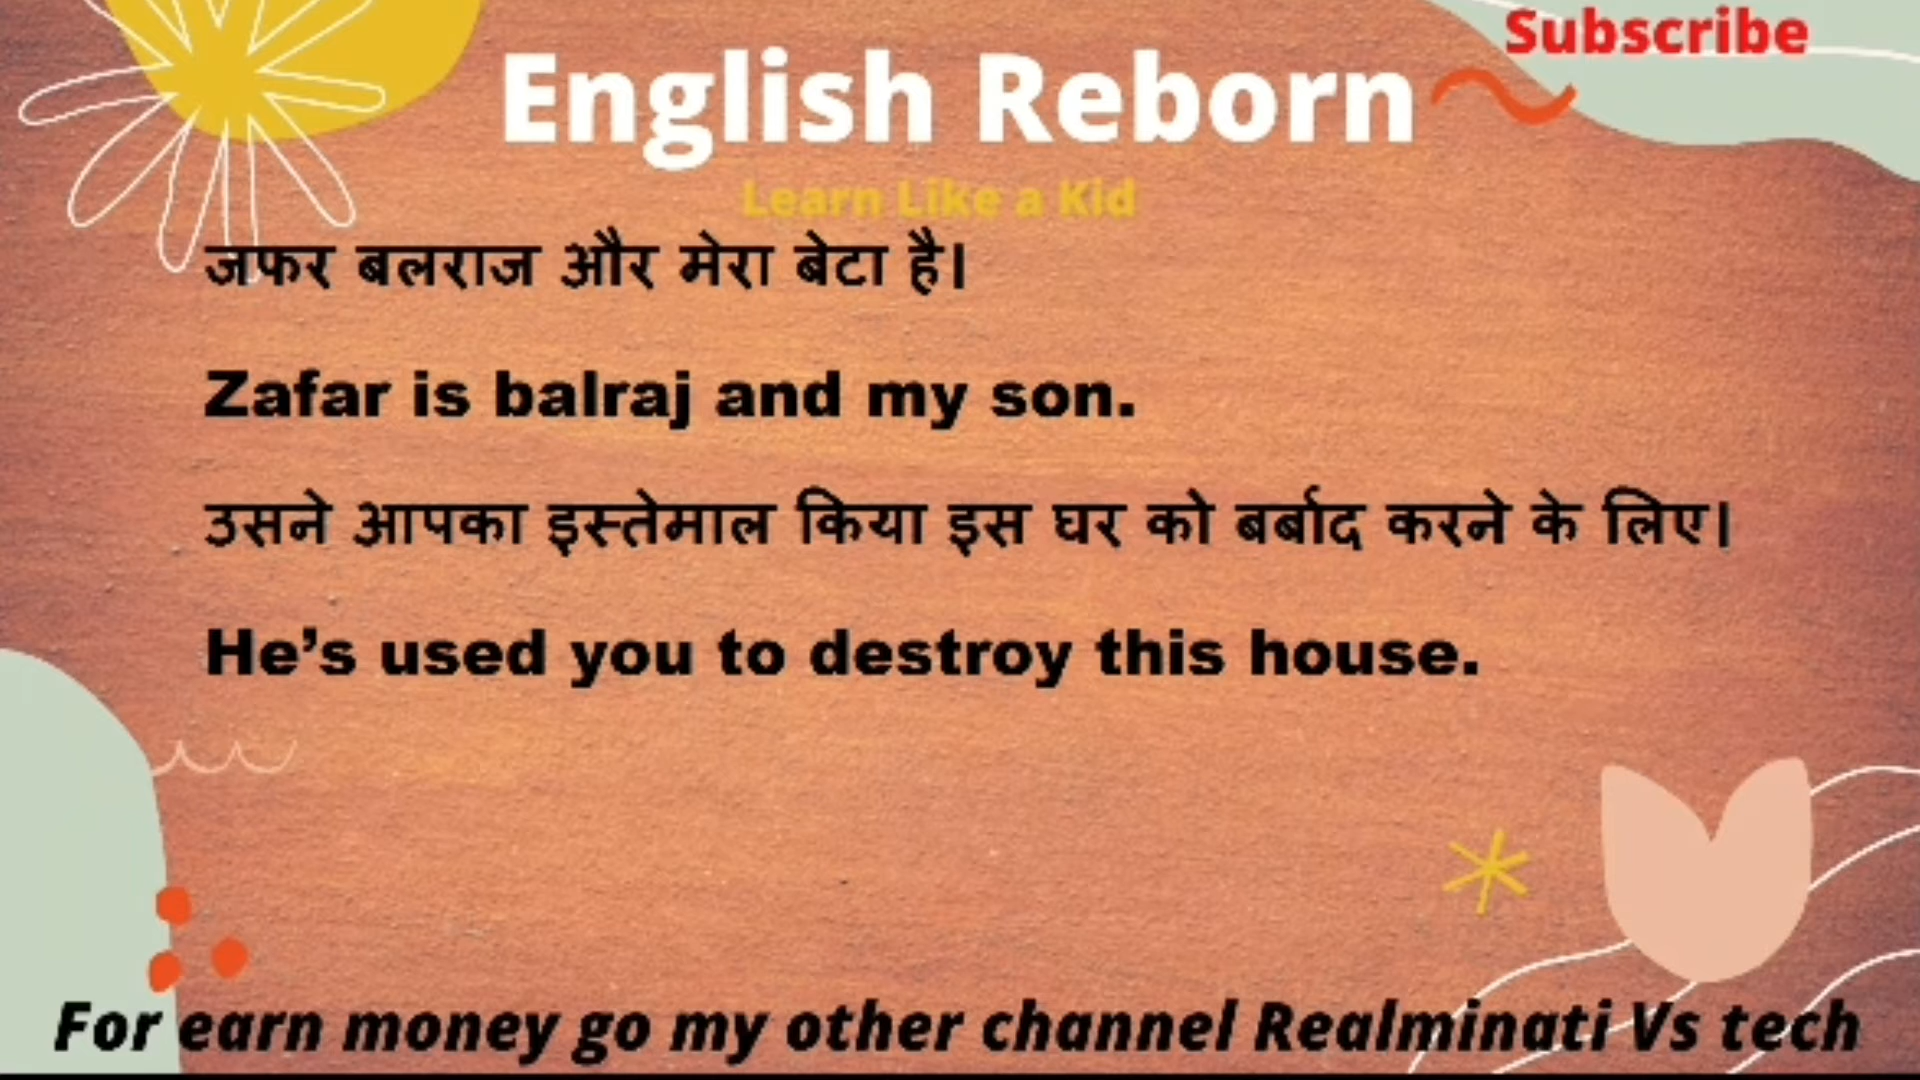 Subscribe
English Reborn
Learn Like a Kid
जफर बलराज और मेरा बेटा है।
Zafar is balraj and my son.
उसने आपका इस्तेमाल किया इस घर को बर्बाद करने के लिए।
He’s used you to destroy this house.
For earn money go my other channel Realminati Vs tech